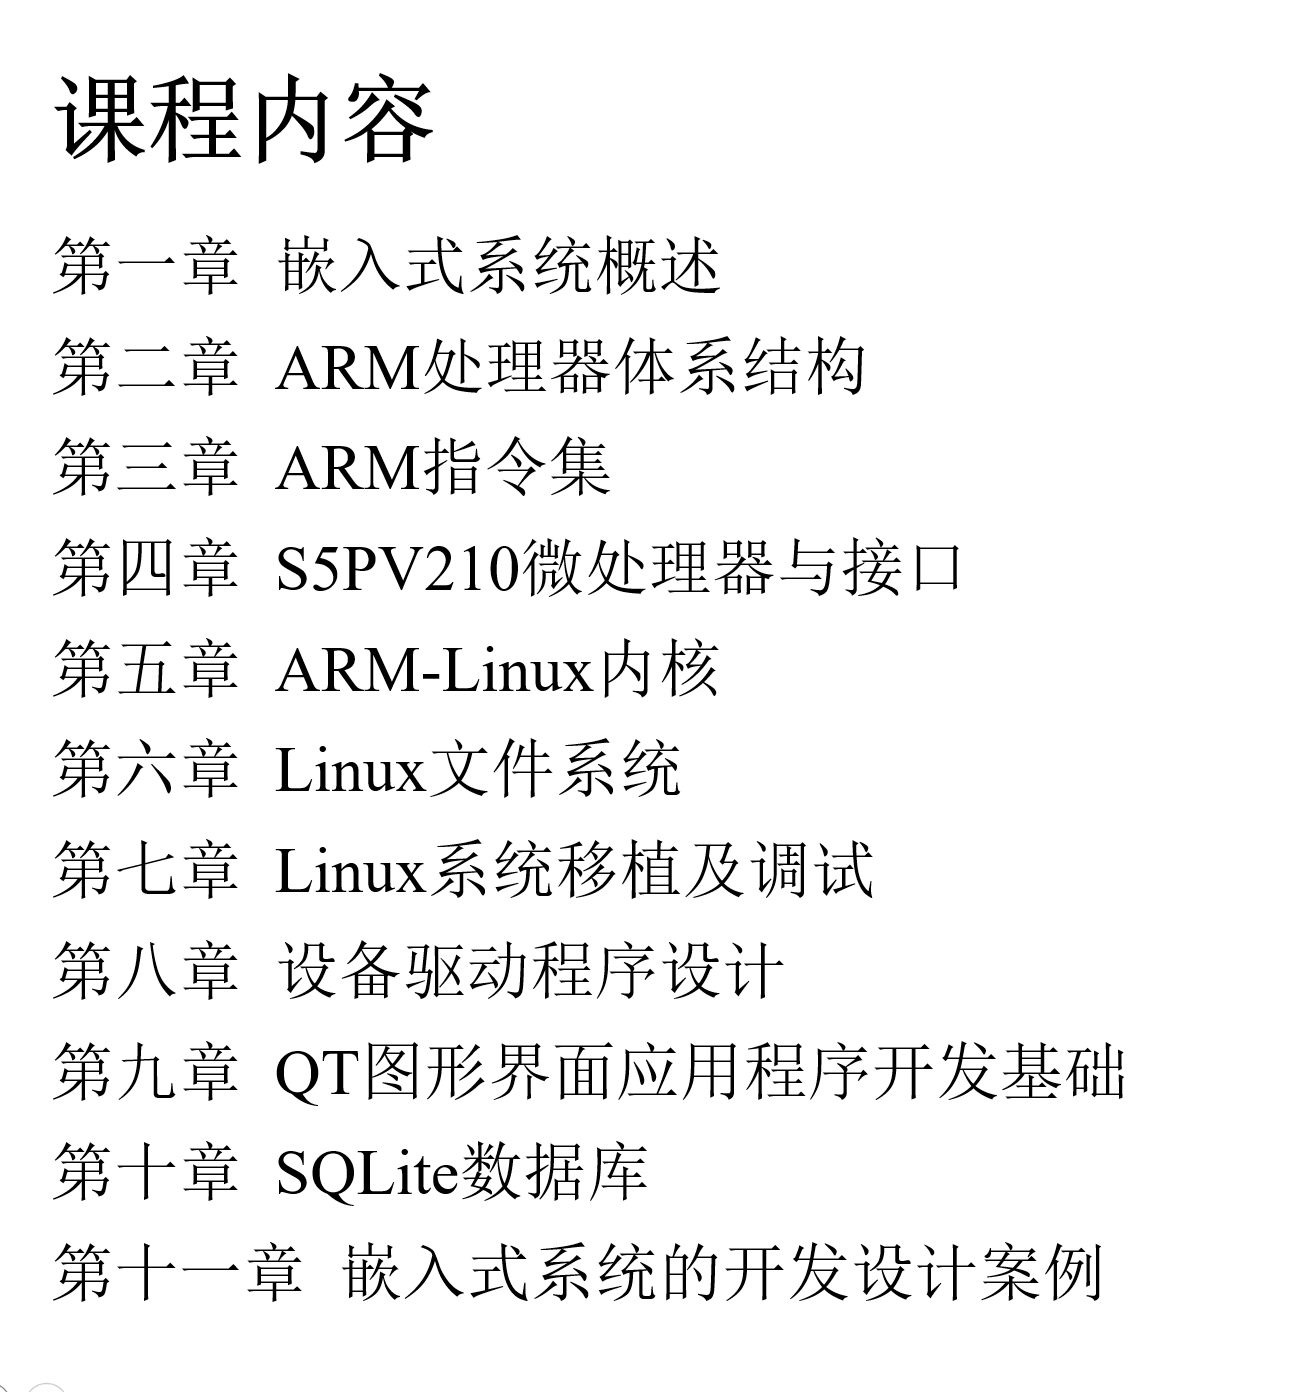 课程内容
第一章 嵌入式系统概述
第二章 ARM处理器体系结构
第三章 ARM指令集
第四章 S5PV210微处理器与接口
第五章 ARM-Linux内核
第六章 Linux文件系统
第七章 Linux系统移植及调试
第八章 设备驱动程序设计
第九章 QT图形界面应用程序开发基础
第十章 SQLite数据库
第十一章 嵌入式系统的开发设计案例